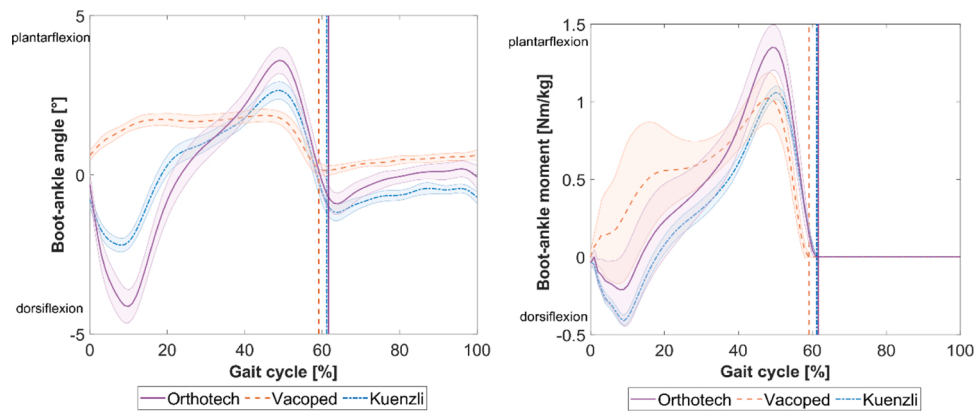 5
plantarflexion
Boot-ankle angle [°]
0
dorsiflexion
-5
0 20 40 60 80 100
Gait cycle [%]
Orthotech Vacoped Kuenzli
1.5
plantarflexion
1
Boot-ankle moment [Nm/kg]
0.5
0
dorsiflexion
-0.5
0 20 40 60 80 100
Gait cycle [%]
Orthotech Vacoped Kuenzli